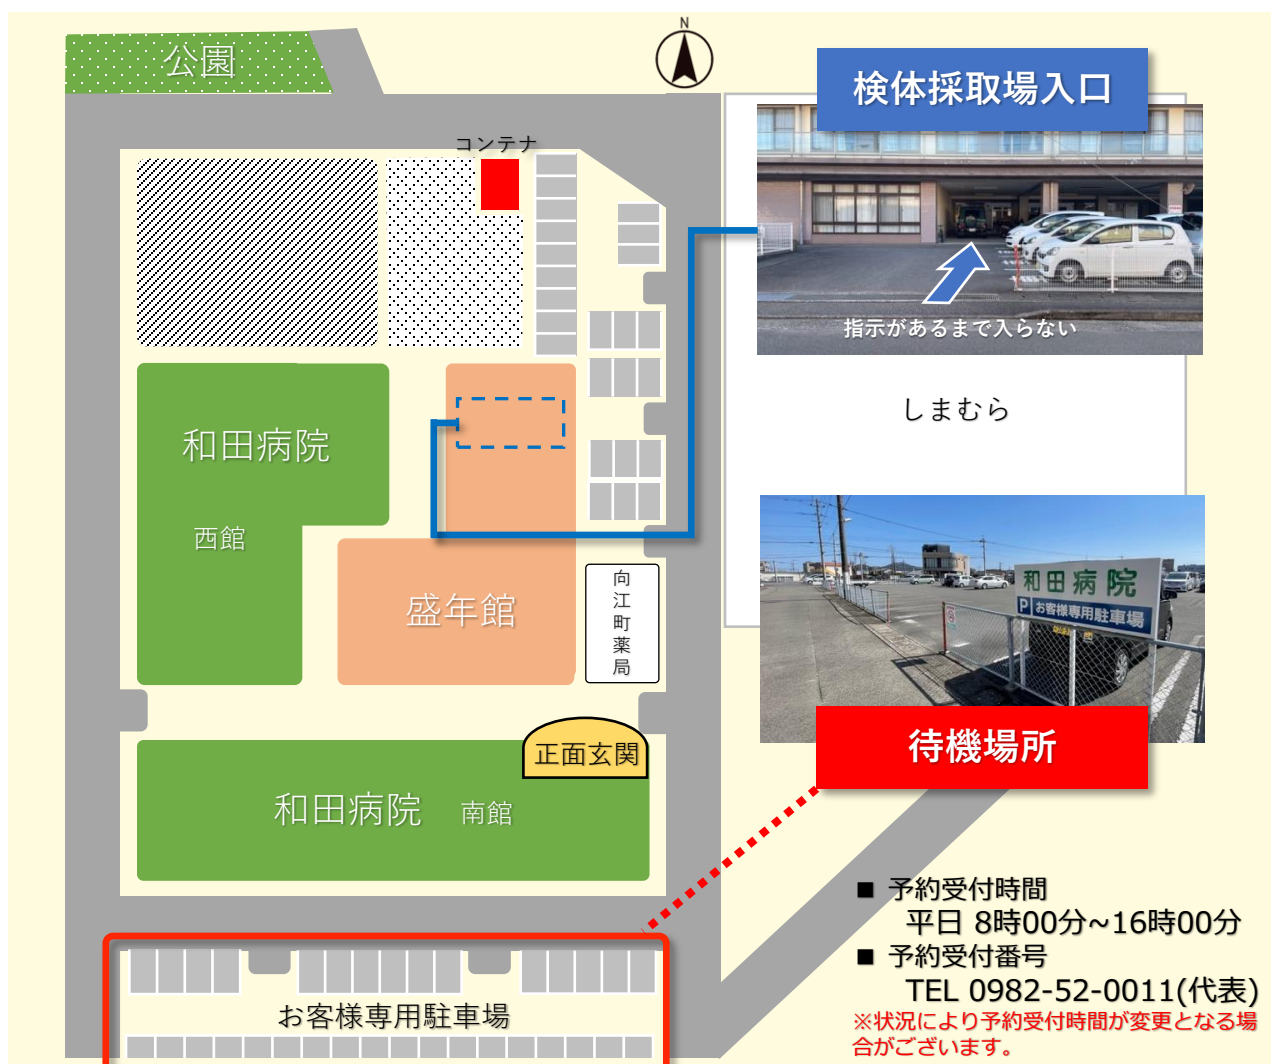 公園
N
検体採取場入口
コンテナ
指示があるまで入らない
しまむら
和田病院
西館
盛年館
向江町薬局
和田病院
P お客様専用駐車場
待機場所
正面玄関
和田病院 南館
■ 予約受付時間
平日 8時00分~16時00分
■ 予約受付番号
TEL 0982-52-0011(代表)
※状況により予約受付時間が変更となる場
合がございます。
お客様専用駐車場